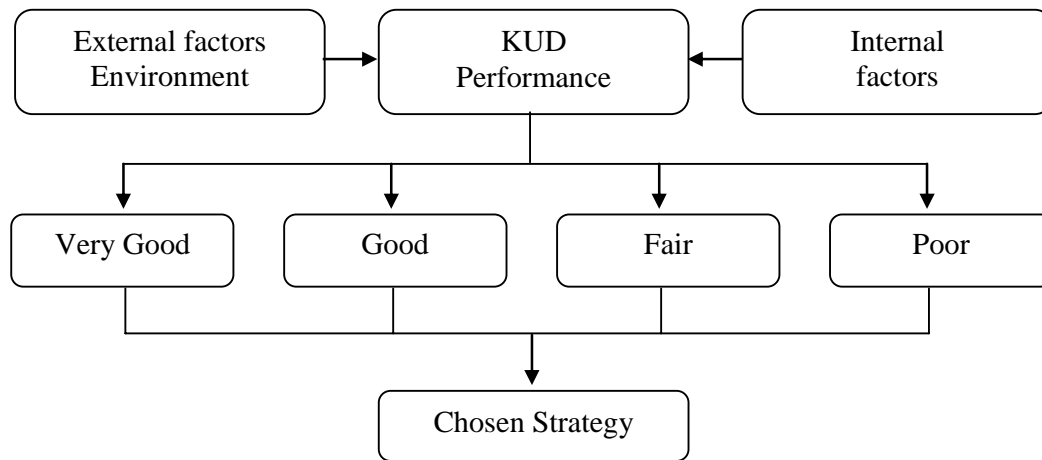 External factors
Environment
KUD
Performance
Internal
factors
Very Good
Good
Fair
Poor
Chosen Strategy